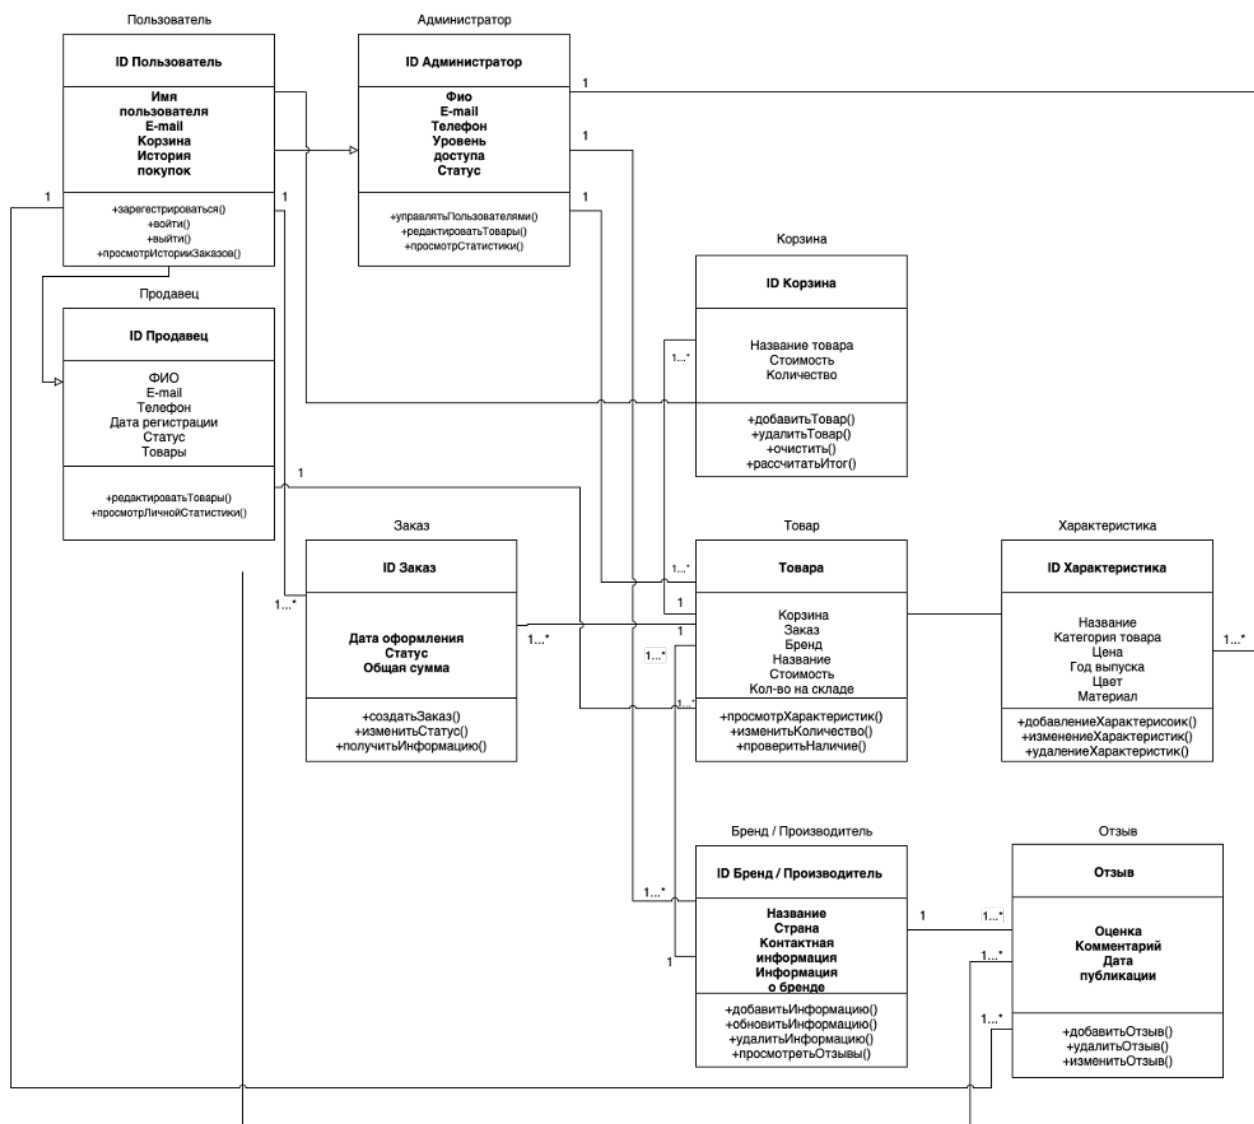 Пользователь
ID Пользователь
Имя
пользователя
E-mail
Корзина
История
покупок
+зарегестрироваться()
+войти()
+выйти()
+просмотрИсторииЗаказов()
1
1
Администратор
ID Администратор
Фио
E-mail
Телефон
Уровень
доступа
Статус
+управлятьПользователями()
+редактироватьТовары()
+просмотрСтатистики()
1
1
1
Продавец
ID Продавец
ФИО
E-mail
Телефон
Дата регистрации
Статус
Товары
+редактироватьТовары()
+просмотрЛичнойСтатистики()
1
Корзина
ID Корзина
Название товара
Стоимость
Количество
+добавитьТовар()
+удалитьТовар()
+очистить()
+рассчитатьИтог()
1...*
Заказ
ID Заказ
Дата оформления
Статус
Общая сумма
+создатьЗаказ()
+изменитьСтатус()
+получитьИнформацию()
1...*
1...*
Товар
Товара
Корзина
Заказ
Бренд
Название
Стоимость
Кол-во на складе
+просмотрХарактеристик()
+изменитьКоличество()
+проверитьНаличие()
1...*
1
1
1...*
1...*
Характеристика
ID Характеристика
Название
Категория товара
Цена
Год выпуска
Цвет
Материал
+добавлениеХарактерисоик()
+изменениеХарактеристик()
+удалениеХарактеристик()
1...*
Бренд / Производитель
ID Бренд / Производитель
Название
Страна
Контактная
информация
Информация
о бренде
+добавитьИнформацию()
+обновитьИнформацию()
+удалитьИнформацию()
+просмотретьОтзывы()
1...*
1
1
Отзыв
Отзыв
Оценка
Комментарий
Дата
публикации
+добавитьОтзыв()
+удалитьОтзыв()
+изменитьОтзыв()
1...*
1...*
1...*